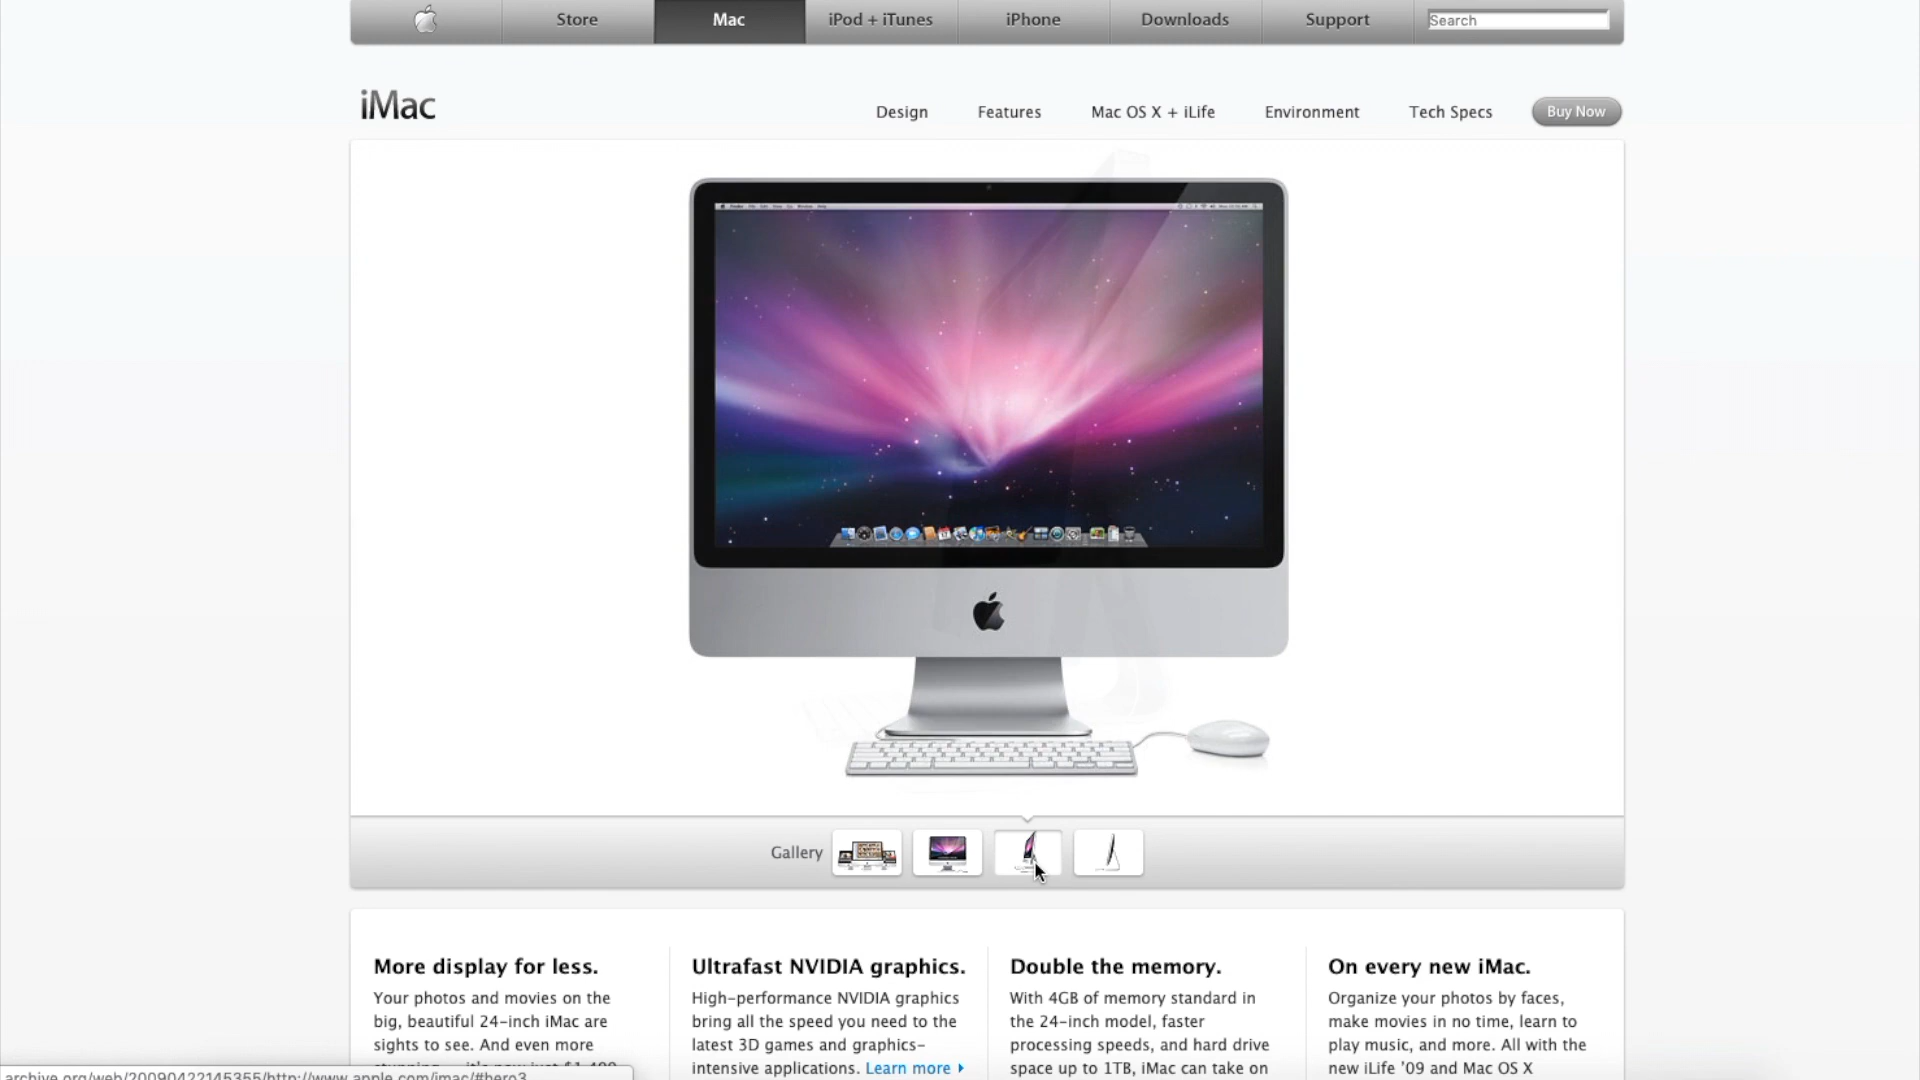 Store Mac iPod + iTunes iPhone Downloads Support Search
iMac
Design Features Mac OS X + iLife Environment Tech Specs Buy Now
Gallery
More display for less.
Your photos and movies on the
big, beautiful 24-inch iMac are
sights to see. And even more
Ultrafast NVIDIA graphics.
High-performance NVIDIA graphics
bring all the speed you need to the
latest 3D games and graphics-
intensive applications. Learn more
Double the memory.
With 4GB of memory standard in
the 24-inch model, faster
processing speeds, and hard drive
space up to 1TB, iMac can take on
On every new iMac.
Organize your photos by faces,
make movies in no time, learn to
play music, and more. All with the
new iLife '09 and Mac OS X
archive.org/web/20090422145355/http://www.apple.com/imac/#hero3